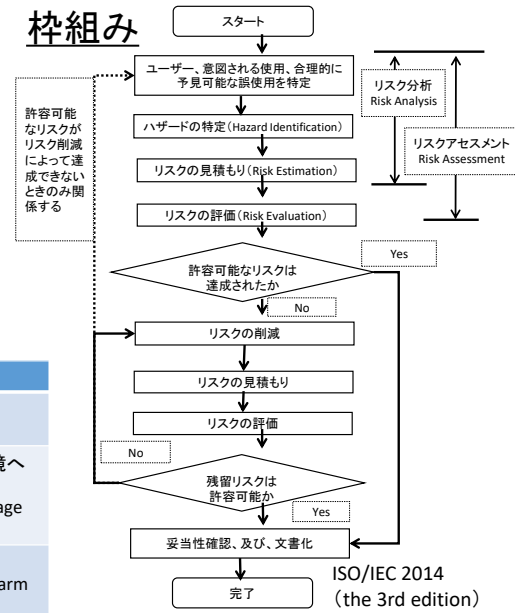 枠組み
スタート
ユーザー、意図される使用、合理的に
予見可能な誤使用を特定
リスク分析
Risk Analysis
許容可能
なリスクが
リスク削減
によって達
成できない
ときのみ関
係する
ハザードの特定(Hazard Identification)
リスクアセスメント
Risk Assessment
リスクの見積もり(Risk Estimation)
リスクの評価(Risk Evaluation)
Yes
許容可能なリスクは
達成されたか
No
リスクの削減
リスクの見積もり
リスクの評価
No
境へ
age
残留リスクは
許容可能か
Yes
妥当性確認、及び、文書化
arm
完了
ISO/IEC 2014
(the 3rd edition)